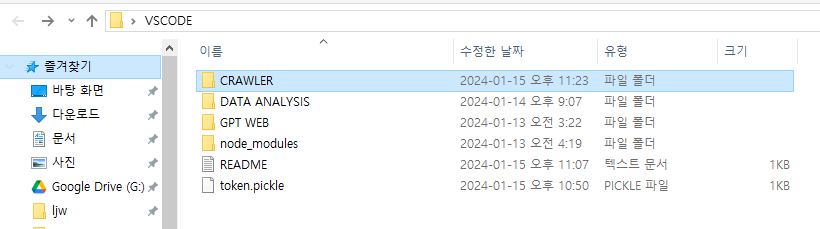 VSCODE
이름 수정한 날짜 유형 크기
즐겨찾기
바탕 화면
다운로드
문서
사진
Google Drive (G:)
ljw
CRAWLER 2024-01-15 오후 11:23 파일 폴더
DATA ANALYSIS 2024-01-14 오후 9:07 파일 폴더
GPT WEB 2024-01-13 오전 3:22 파일 폴더
node_modules 2024-01-13 오전 4:19 파일 폴더
README 2024-01-15 오후 11:07 텍스트 문서 1KB
token.pickle 2024-01-15 오후 10:50 PICKLE 파일 1KB